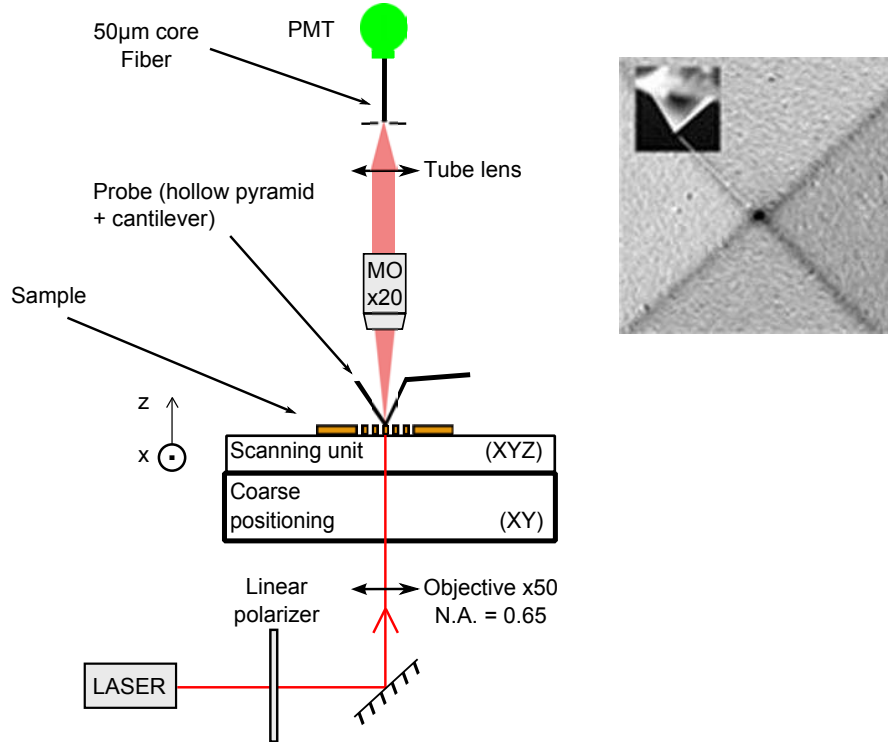 50µm core
Fiber
PMT
Tube lens
Probe (hollow pyramid
+ cantilever)
MO
x20
Sample
z
x
Scanning unit (XYZ)
Coarse
positioning (XY)
Linear
polarizer
Objective x50
N.A. = 0.65
LASER